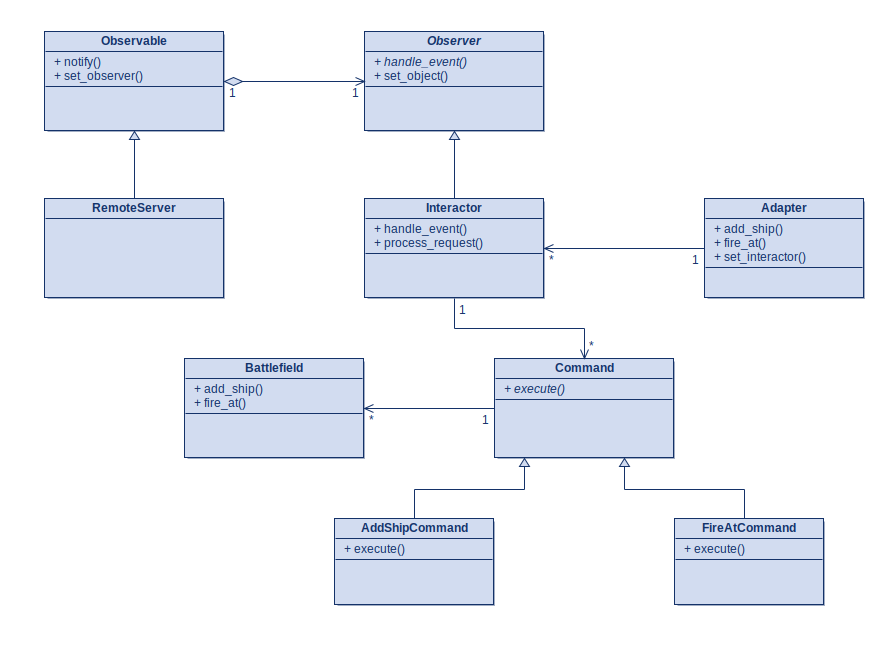 Observable
+ notify()
+ set_observer()
Observer
+ handle_event()
+ set_object()
1
1
RemoteServer
Interactor
+ handle_event()
+ process_request()
Adapter
+ add_ship()
+ fire_at()
+ set_interactor()
*
1
1
*
Battlefield
+ add_ship()
+ fire_at()
Command
+ execute()
*
1
AddShipCommand
+ execute()
FireAtCommand
+ execute()